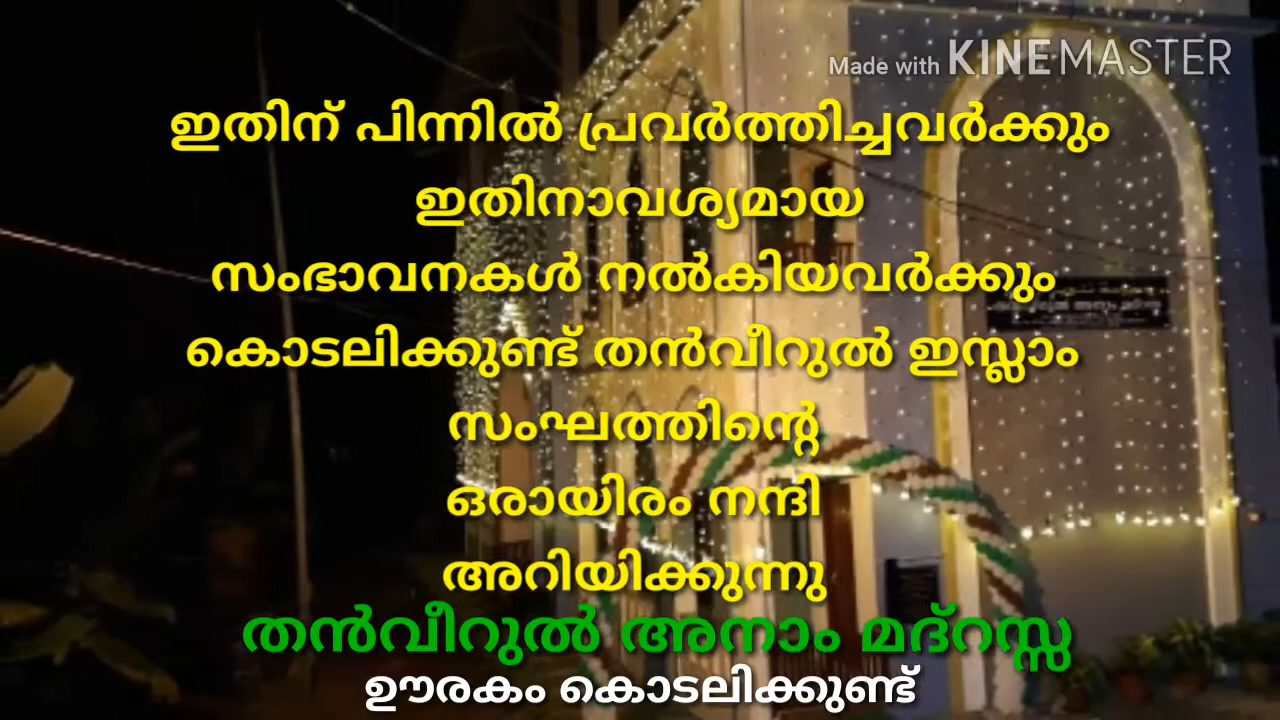 Made with KINEMASTER
ഇതിന് പിന്നിൽ പ്രവർത്തിച്ചവർക്കും
ഇതിനാവശ്യമായ
സംഭാവനകൾ നൽകിയവർക്കും
കൊടലിക്കുണ്ട് തൻവീറുൽ ഇസ്ലാം
സംഘത്തിന്റെ
ഒരായിരം നന്ദി
അറിയിക്കുന്നു
തൻവീറുൽ അനാം മദ്റസ്സ
ഊരകം കൊടലിക്കുണ്ട്